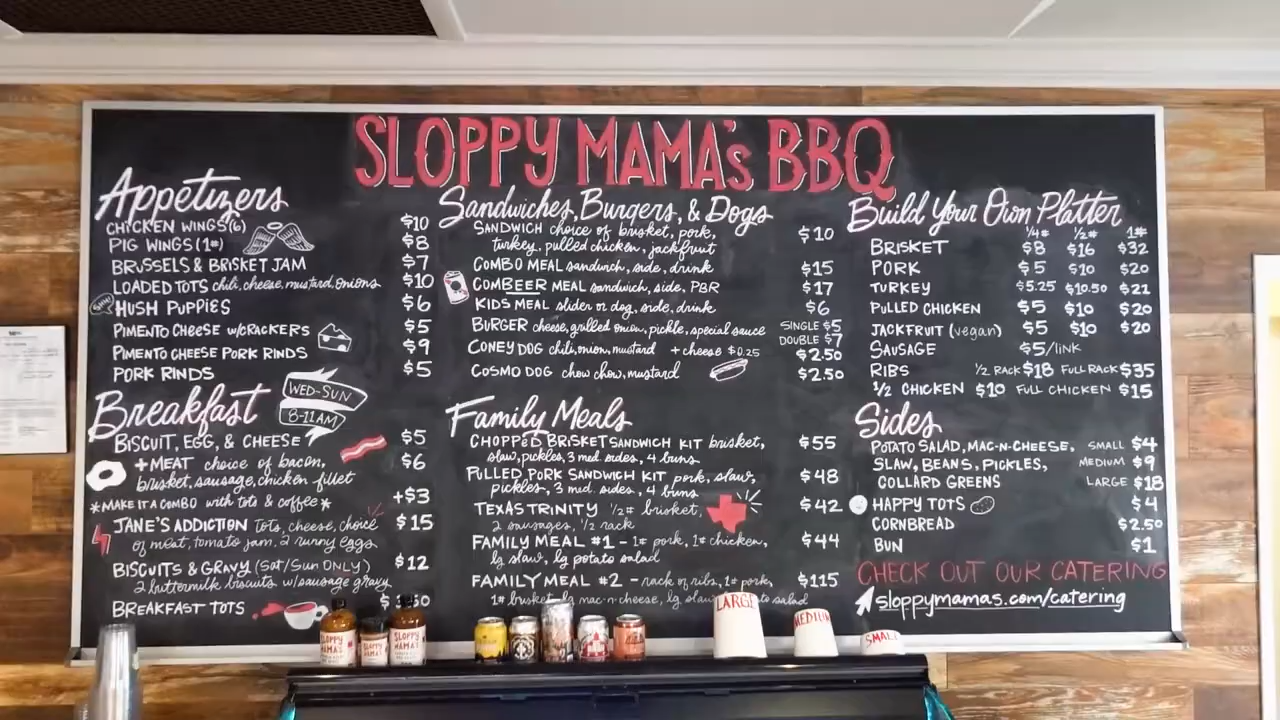 SLOPPY MAMA'S BBQ
Appetizers
CHICKEN WINGS (6) $10
PIG WINGS (1#) $8
BRUSSELS & BRISKET JAM $7
LOADED TOTS chili, cheese, mustard, onions $10
HUSH PUPPIES $6
PIMENTO CHEESE w/CRACKERS $5
PIMENTO CHEESE PORK RINDS $9
PORK RINDS $5
Breakfast
WED-SUN
8-11AM
BISCUIT, EGG, & CHEESE $5
+ MEAT choice of bacon, $6
brisket, sausage, chicken fillet
*MAKE IT A COMBO with tots & coffee* +$3
JANE'S ADDICTION tots, cheese, choice $15
of meat, tomato jam, 2 runny eggs
BISCUITS & GRAVY (Sat/Sun ONLY) $12
2 buttermilk biscuits w/sausage gravy
BREAKFAST TOTS
Sandwiches, Burgers, & Dogs
SANDWICH choice of brisket, pork, $10
turkey, pulled chicken, jackfruit
COMBO MEAL sandwich, side, drink $15
COMBEER MEAL sandwich, side, PBR $17
KIDS MEAL slider or dog, side, drink $6
BURGER cheese, grilled onion, pickle, special sauce SINGLE $5
DOUBLE $7
CONEY DOG chili, onion, mustard + cheese $0.25 $2.50
COSMO DOG chow chow, mustard $2.50
Family Meals
CHOPPED BRISKET SANDWICH KIT brisket, $55
slaw, pickles, 3 med. sides, 4 buns
PULLED PORK SANDWICH KIT pork, slaw, $48
pickles, 3 med. sides, 4 buns
TEXAS TRINITY 1/2# brisket, $42
2 sausages, 1/2 rack
FAMILY MEAL #1 - 1# pork, 1# chicken, $44
lg slaw, lg potato salad
FAMILY MEAL #2 - rack of ribs, 1# pork, $115
1# brisket, lg mac-n-cheese, lg. slaw salad
Build Your Own Platter
1/4# 1/2# 1#
BRISKET $8 $16 $32
PORK $5 $10 $20
TURKEY $5.25 $10.50 $21
PULLED CHICKEN $5 $10 $20
JACKFRUIT (vegan) $5 $10 $20
SAUSAGE $5/link
RIBS 1/2 RACK $18 FULL RACK $35
1/2 CHICKEN $10 FULL CHICKEN $15
Sides
POTATO SALAD, MAC-N-CHEESE, SMALL $4
SLAW, BEANS, PICKLES, MEDIUM $9
COLLARD GREENS LARGE $18
HAPPY TOTS $4
CORNBREAD $2.50
BUN $1
CHECK OUT OUR CATERING
sloppymamas.com/catering
SLOPPY MAMA'S
SLOPPY MAMA'S
SLOPPY MAMA'S
LARGE
MEDIUM
SMALL